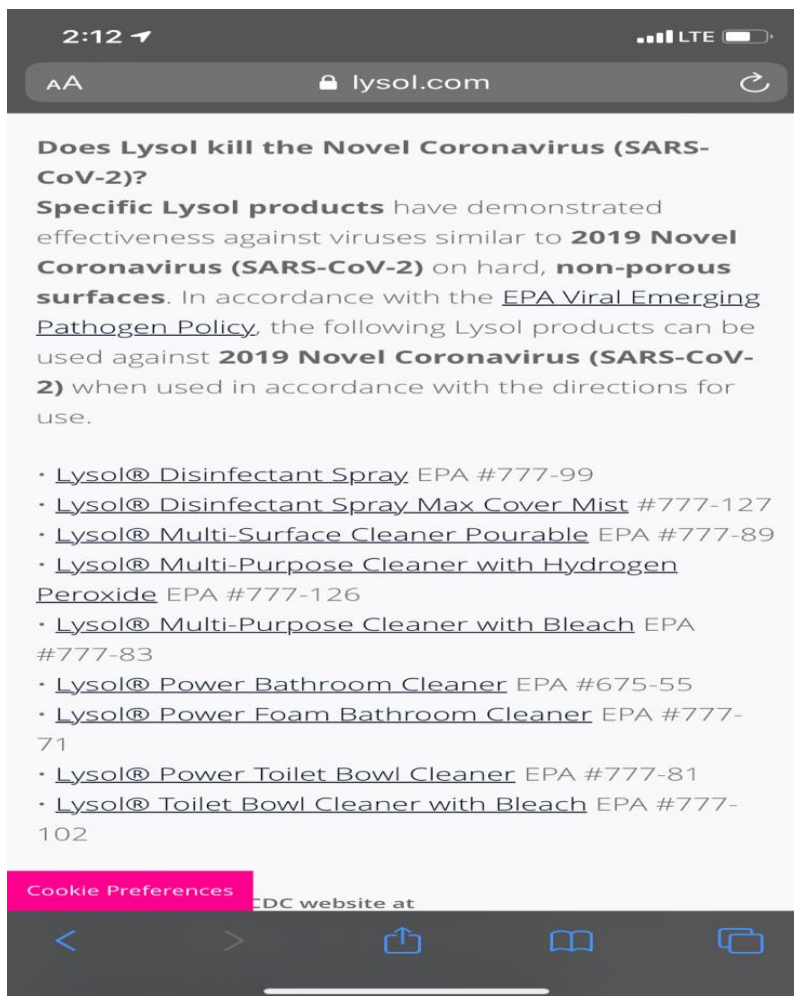 2:12
LTE
AA
lysol.com
Does Lysol kill the Novel Coronavirus (SARS-
CoV-2)?
Specific Lysol products have demonstrated
effectiveness against viruses similar to 2019 Novel
Coronavirus (SARS-CoV-2) on hard, non-porous
surfaces. In accordance with the EPA Viral Emerging
Pathogen Policy, the following Lysol products can be
used against 2019 Novel Coronavirus (SARS-CoV-
2) when used in accordance with the directions for
use.
• Lysol® Disinfectant Spray EPA #777-99
• Lysol® Disinfectant Spray Max Cover Mist #777-127
• Lysol® Multi-Surface Cleaner Pourable EPA #777-89
• Lysol® Multi-Purpose Cleaner with Hydrogen
Peroxide EPA #777-126
• Lysol® Multi-Purpose Cleaner with Bleach EPA
#777-83
• Lysol® Power Bathroom Cleaner EPA #675-55
• Lysol® Power Foam Bathroom Cleaner EPA #777-
71
• Lysol® Power Toilet Bowl Cleaner EPA #777-81
• Lysol® Toilet Bowl Cleaner with Bleach EPA #777-
102
Cookie Preferences
CDC website at